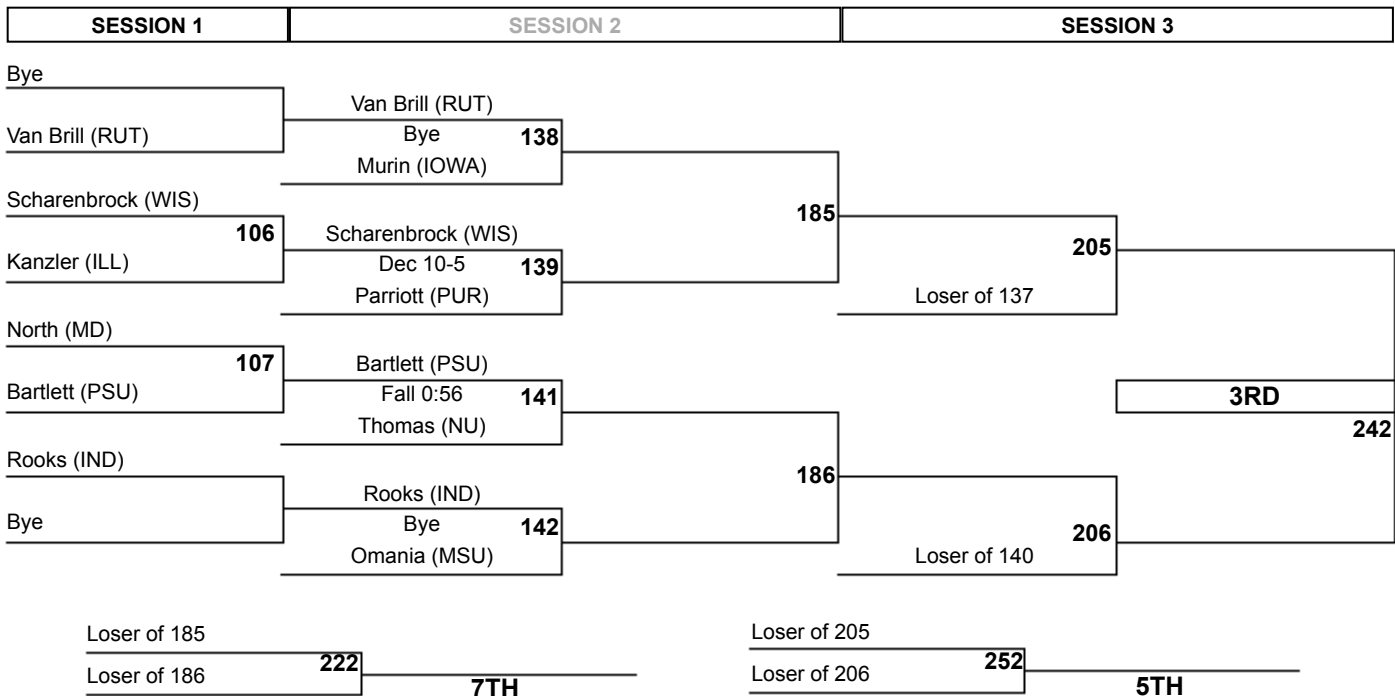 SESSION 1
SESSION 2
SESSION 3
Bye
Van Brill (RUT)
Van Brill (RUT)
Bye
138
Murin (IOWA)
Scharenbrock (WIS)
106
Kanzler (ILL)
Scharenbrock (WIS)
Dec 10-5
139
Parriott (PUR)
185
205
Loser of 137
North (MD)
107
Bartlett (PSU)
Bartlett (PSU)
Fall 0:56
141
Thomas (NU)
3RD
242
Rooks (IND)
Bye
Rooks (IND)
Bye
142
Omania (MSU)
186
206
Loser of 140
Loser of 185
222
Loser of 186
7TH
Loser of 205
252
Loser of 206
5TH